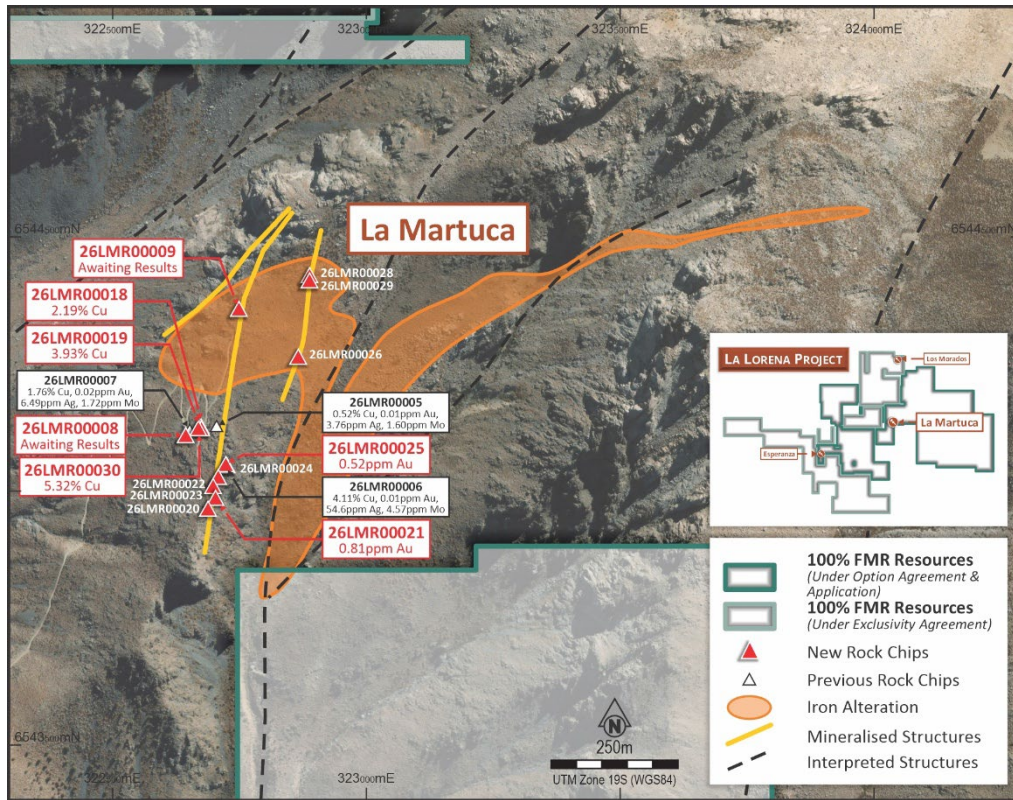 322500mE
323000mE
323500mE
324000mE
6544500mN
6544500mN
La Martuca
26LMR00009
Awaiting Results
26LMR00018
2.19% Cu
26LMR00019
3.93% Cu
26LMR00007
1.76% Cu, 0.02ppm Au,
6.49ppm Ag, 1.72ppm Mo
26LMR00008
Awaiting Results
26LMR00030
5.32% Cu
26LMR00028
26LMR00029
26LMR00026
26LMR00005
0.52% Cu, 0.01ppm Au,
3.76ppm Ag, 1.60ppm Mo
26LMR00025
0.52ppm Au
26LMR00024
26LMR00006
4.11% Cu, 0.01ppm Au,
54.6ppm Ag, 4.57ppm Mo
26LMR00022
26LMR00023
26LMR00020
26LMR00021
0.81ppm Au
LA LORENA PROJECT
Los Morados
La Martuca
Esperanza
100% FMR Resources
(Under Option Agreement &
Application)
100% FMR Resources
(Under Exclusivity Agreement)
New Rock Chips
Previous Rock Chips
Iron Alteration
Mineralised Structures
Interpreted Structures
N
250m
UTM Zone 19S (WGS84)
6543500mN
323000mE